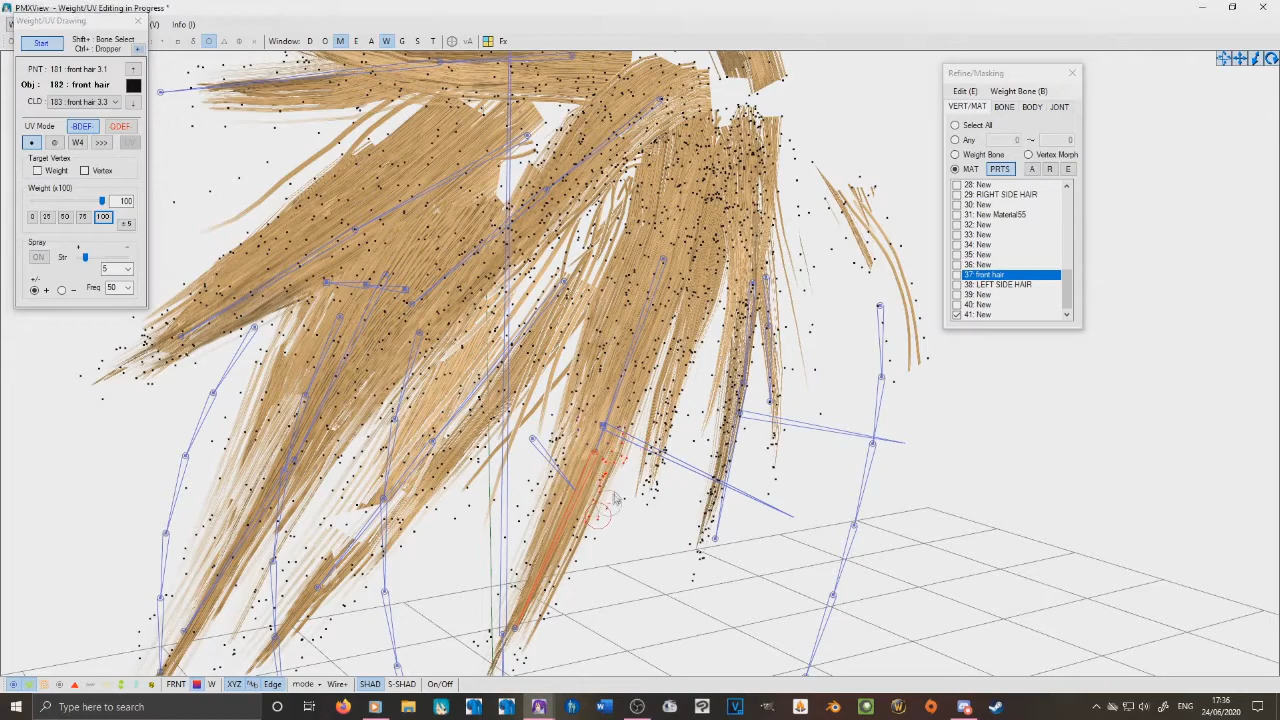 PMXView ~ Weight/UV Editing in Progress *
(V) Info (I)
Weight/UV Drawing.
Window: D O M E A W G S T vA Fx
Start
Shift+ : Bone Select
Ctrl+ : Dropper
PNT : 181 : front hair 3.1
Obj : 182 : front hair
CLD : 183 : front hair 3.3
UV Mode -BDEF- -QDEF-
W4 >>> UV
Target Vertex
Weight Vertex
Weight (x100)
100
0 25 50 75 100 ± 5
Spray + -
ON Str
5
+/-
+ - Freq 50
Refine/Masking
Edit (E) Weight Bone (B)
VERT/MAT BONE BODY JONT
Select All
Any 0 ~ 0
Weight Bone Vertex Morph
MAT PRTS A R E
28: New
29: RIGHT SIDE HAIR
30: New
31: New Material55
32: New
33: New
34: New
35: New
36: New
37: front hair
38: LEFT SIDE HAIR
39: New
40: New
41: New
FRNT W XYZ Edge mode Wire+ SHAD S-SHAD On/Off
Type here to search
ENG
17:36
24/06/2020